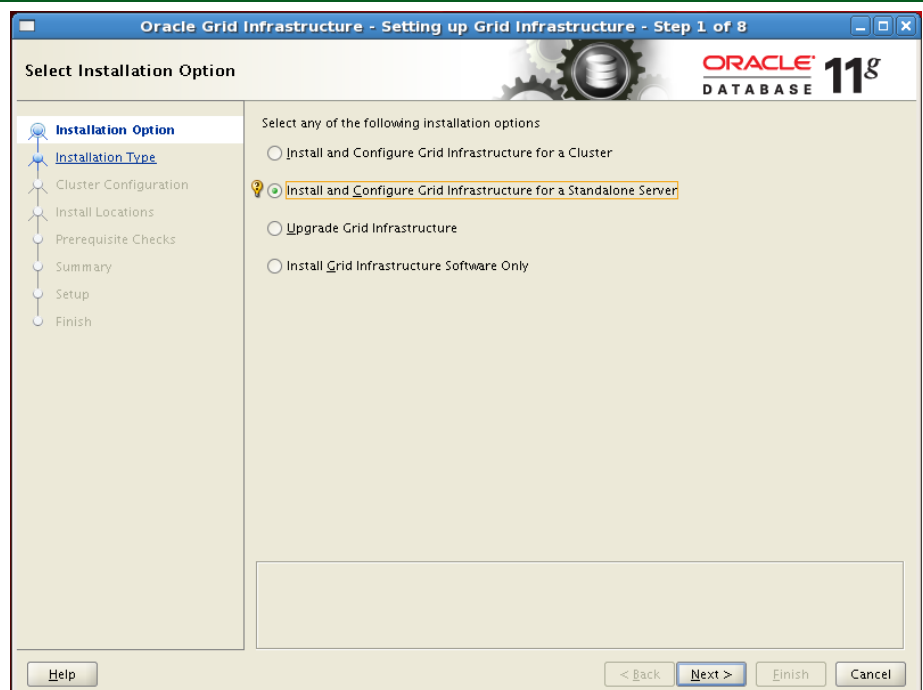 Oracle Grid Infrastructure - Setting up Grid Infrastructure - Step 1 of 8
Select Installation Option
ORACLE
DATABASE
11g
Installation Option
Installation Type
Cluster Configuration
Install Locations
Prerequisite Checks
Summary
Setup
Finish
Select any of the following installation options
Install and Configure Grid Infrastructure for a Cluster
Install and Configure Grid Infrastructure for a Standalone Server
Upgrade Grid Infrastructure
Install Grid Infrastructure Software Only
Help
< Back
Next >
Finish
Cancel